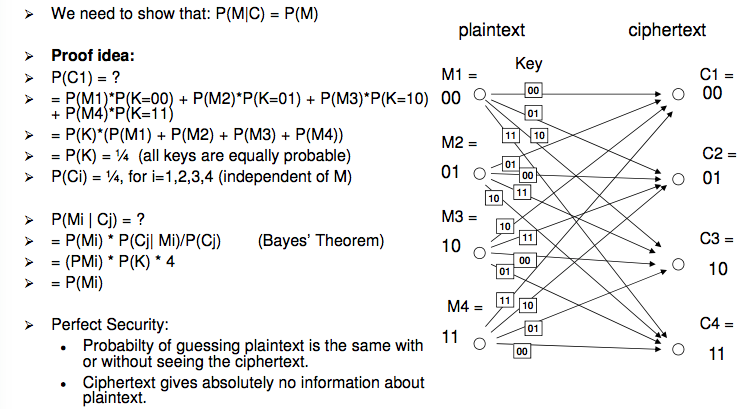 ➢ We need to show that: P(M|C) = P(M)
➢ Proof idea:
➢ P(C1) = ?
➢ = P(M1)*P(K=00) + P(M2)*P(K=01) + P(M3)*P(K=10)
+ P(M4)*P(K=11)
➢ = P(K)*(P(M1) + P(M2) + P(M3) + P(M4))
➢ = P(K) = ¼ (all keys are equally probable)
➢ P(Ci) = ¼, for i=1,2,3,4 (independent of M)
➢ P(Mi | Cj) = ?
➢ = P(Mi) * P(Cj| Mi)/P(Cj) (Bayes' Theorem)
➢ = (PMi) * P(K) * 4
➢ = P(Mi)
➢ Perfect Security:
• Probabilty of guessing plaintext is the same with
or without seeing the ciphertext.
• Ciphertext gives absolutely no information about
plaintext.
plaintext
ciphertext
Key
M1 =
00
M2 =
01
M3 =
10
M4 =
11
00
01
11
10
01
00
11
10
10
11
00
01
11
10
01
00
C1 =
00
C2 =
01
C3 =
10
C4 =
11